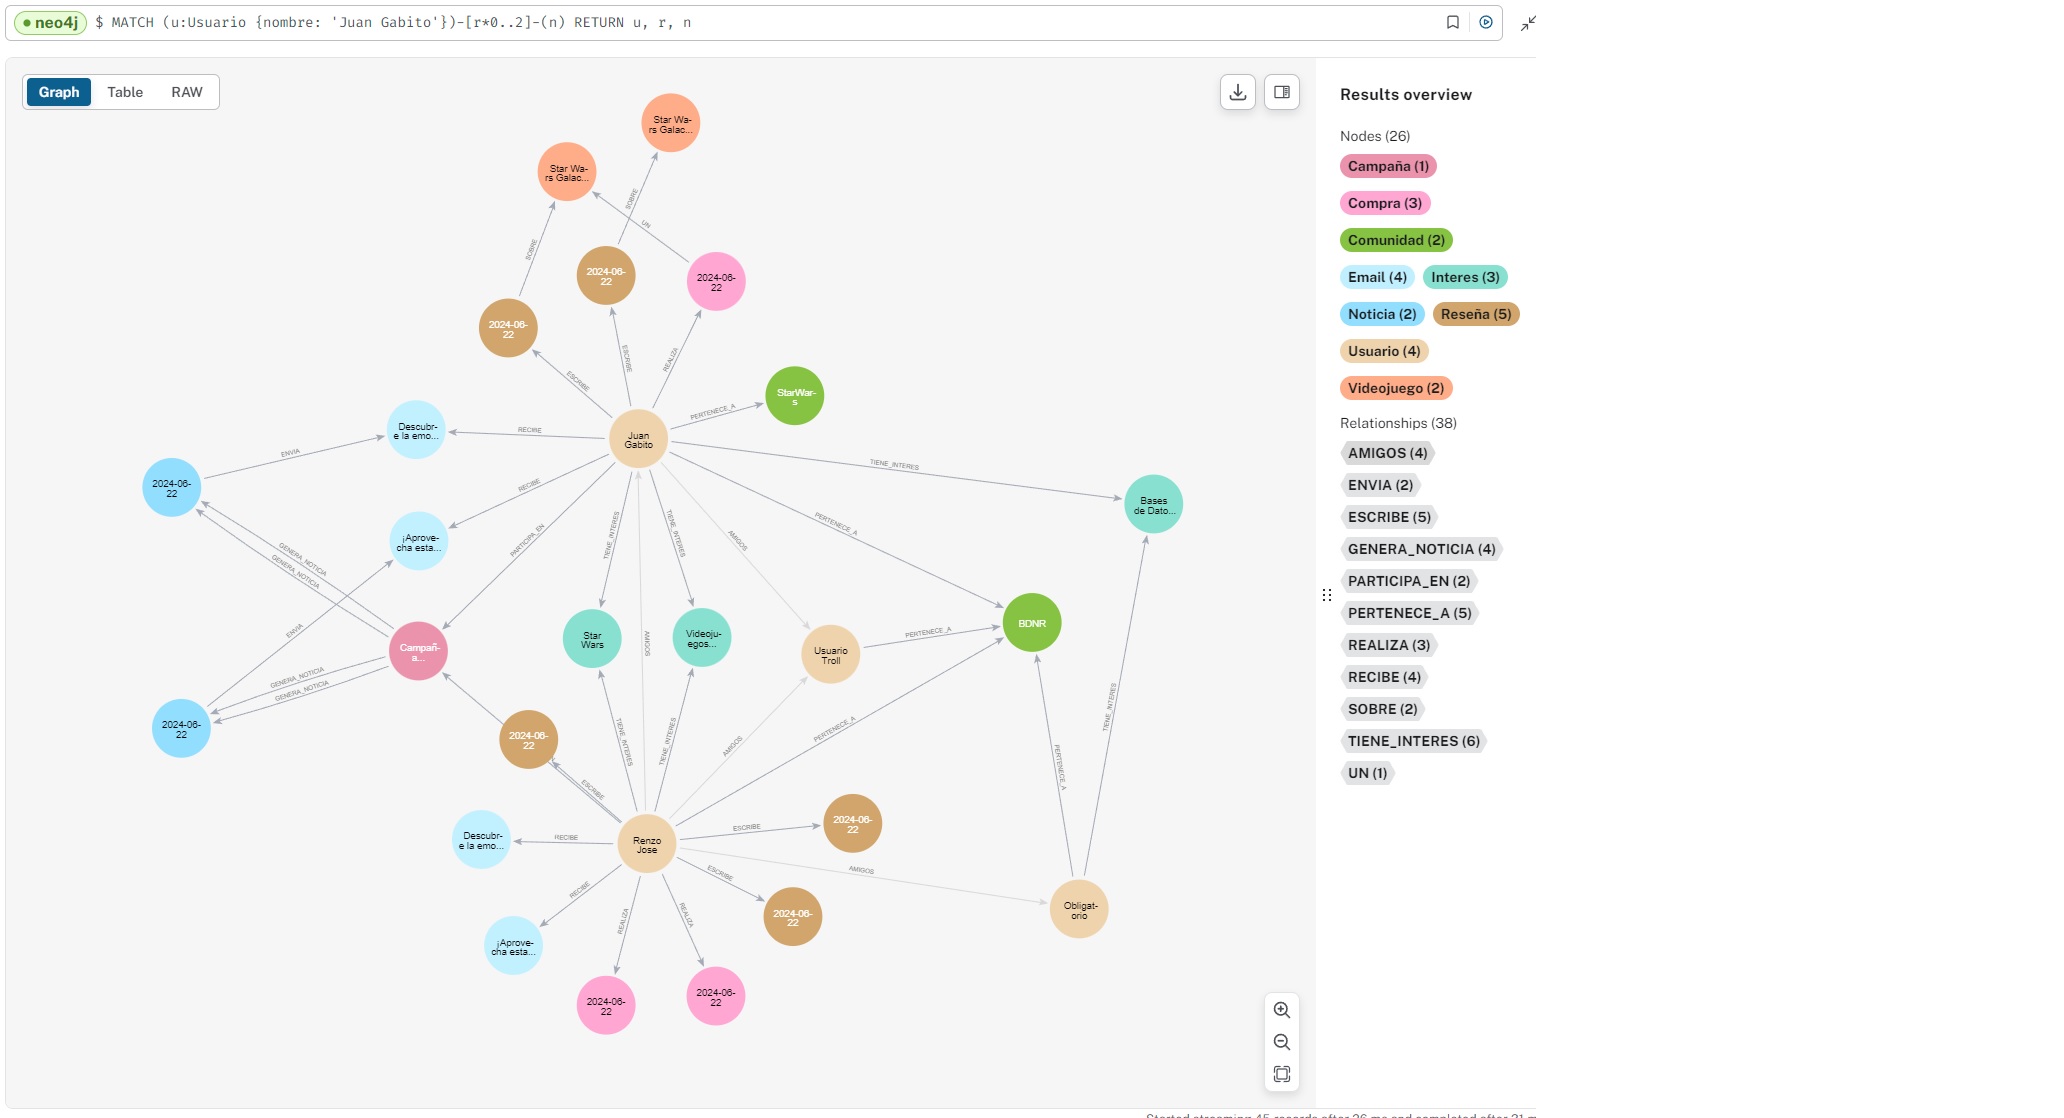 neo4j $ MATCH (u:Usuario {nombre: 'Juan Gabito'})-[r*0..2]-(n) RETURN u, r, n
Graph Table RAW
Star Wa-
rs Galac...
Star Wa-
rs Galac...
SOBRE
UN
SOBRE
2024-06-
22
2024-06-
22
2024-06-
22
ESCRIBE
ESCRIBE
REALIZA
StarWar-
s
PERTENECE_A
Descubr-
e la emo...
RECIBE
Juan
Gabito
ENVIA
TIENE_INTERES
2024-06-
22
RECIBE
Bases
de Dato...
¡Aprove-
cha esta...
PARTICIPA_EN
TIENE_INTERES
TIENE_INTERES
AMIGOS
PERTENECE_A
GENERA_NOTICIA
GENERA_NOTICIA
ENVIA
Campañ-
a...
Star
Wars
AMIGOS
Videoju-
egos...
Usuario
Troll
PERTENECE_A
BDNR
GENERA_NOTICIA
GENERA_NOTICIA
2024-06-
22
2024-06-
22
TIENE_INTERES
TIENE_INTERES
AMIGOS
PERTENECE_A
TIENE_INTERES
PERTENECE_A
ESCRIBE
Descubr-
e la emo...
RECIBE
Renzo
Jose
ESCRIBE
2024-06-
22
AMIGOS
ESCRIBE
RECIBE
REALIZA
REALIZA
2024-06-
22
Obligat-
orio
¡Aprove-
cha esta...
2024-06-
22
2024-06-
22
Results overview
Nodes (26)
Campaña (1)
Compra (3)
Comunidad (2)
Email (4) Interes (3)
Noticia (2) Reseña (5)
Usuario (4)
Videojuego (2)
Relationships (38)
AMIGOS (4)
ENVIA (2)
ESCRIBE (5)
GENERA_NOTICIA (4)
PARTICIPA_EN (2)
PERTENECE_A (5)
REALIZA (3)
RECIBE (4)
SOBRE (2)
TIENE_INTERES (6)
UN (1)